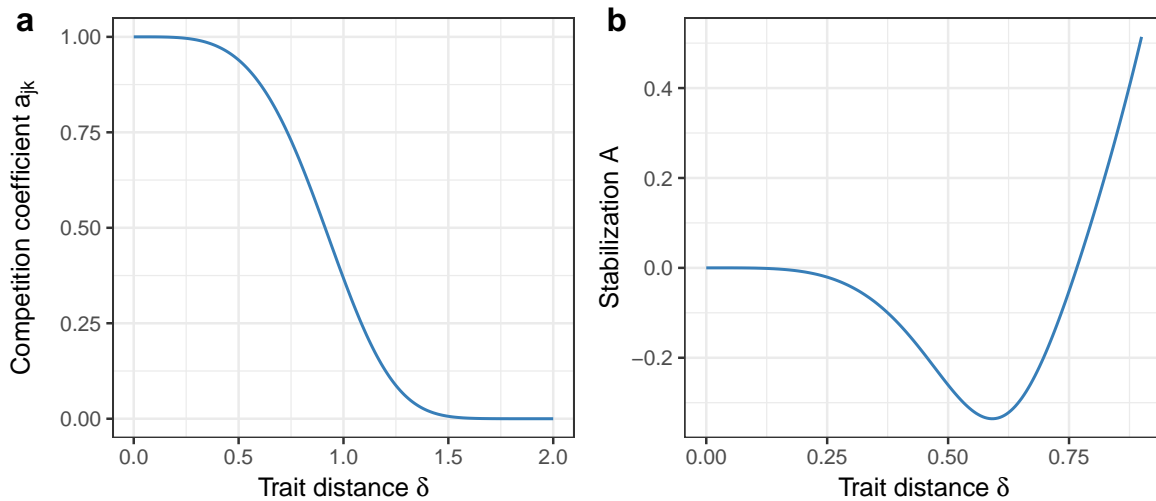 a
1.00
0.75
0.50
0.25
0.00
Competition coefficient a_jk
0.0 0.5 1.0 1.5 2.0
Trait distance δ
b
0.4
0.2
0.0
−0.2
Stabilization A
0.00 0.25 0.50 0.75
Trait distance δ